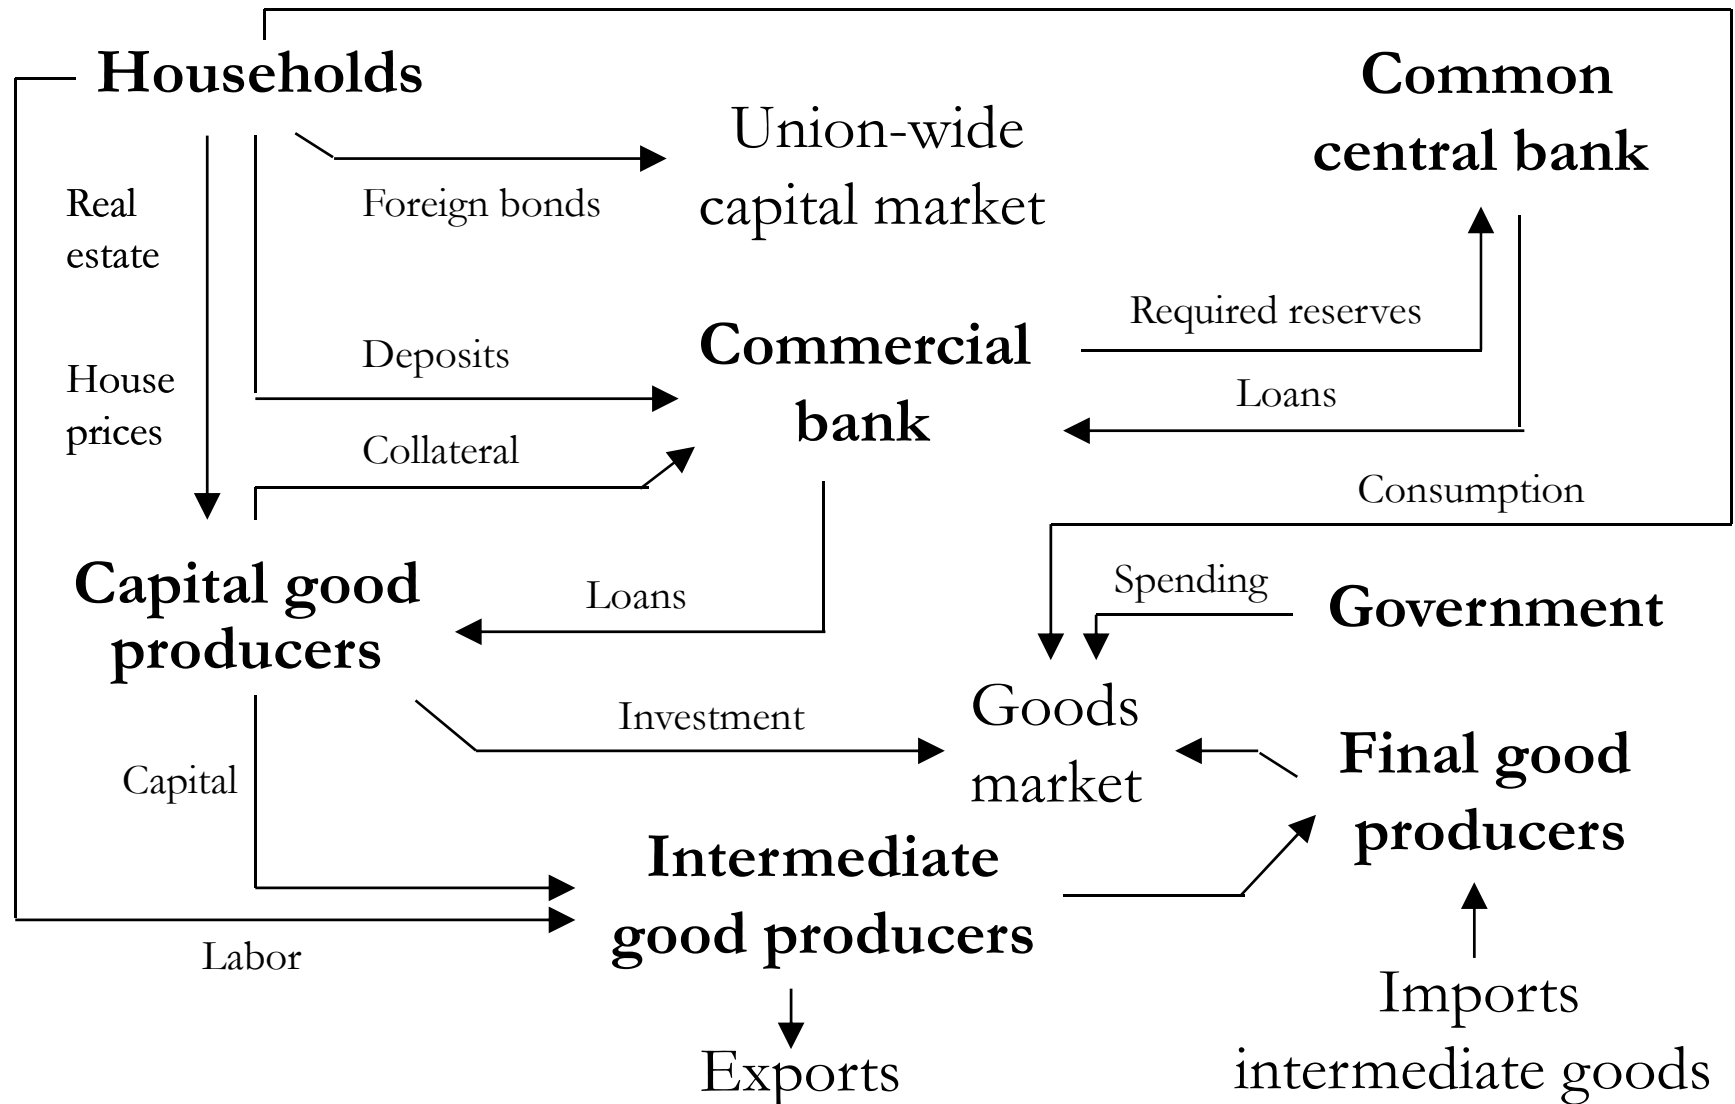 Households
Common
central bank
Union-wide
capital market
Real
estate
Foreign bonds
Required reserves
House
prices
Deposits
Commercial
bank
Loans
Collateral
Consumption
Capital good
producers
Loans
Spending
Government
Investment
Goods
market
Final good
producers
Capital
Intermediate
good producers
Labor
Imports
intermediate goods
Exports